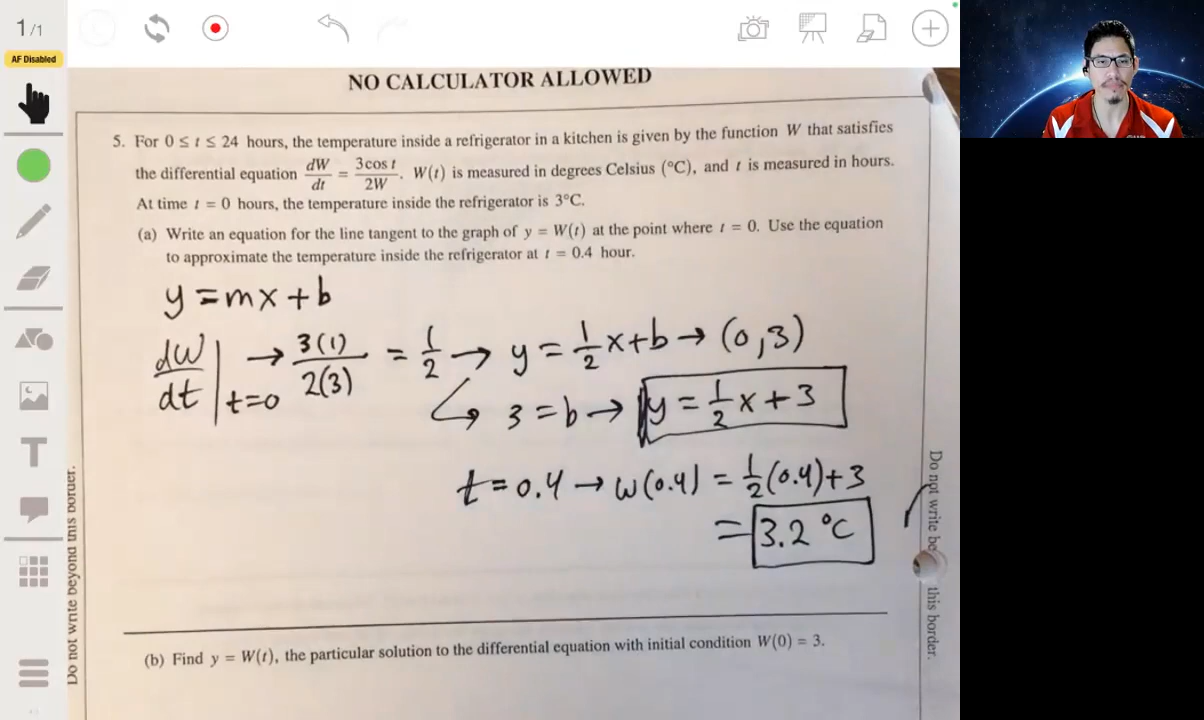 1/1
AF Disabled
NO CALCULATOR ALLOWED
5. For 0 ≤ t ≤ 24 hours, the temperature inside a refrigerator in a kitchen is given by the function W that satisfies
the differential equation dW/dt = 3cos t/2W. W(t) is measured in degrees Celsius (°C), and t is measured in hours.
At time t = 0 hours, the temperature inside the refrigerator is 3°C.
(a) Write an equation for the line tangent to the graph of y = W(t) at the point where t = 0. Use the equation
to approximate the temperature inside the refrigerator at t = 0.4 hour.
y = mx + b
dW/dt | t=0 → 3(1)/2(3) = 1/2 → y = 1/2 x + b → (0,3)
↳ 3 = b → y = 1/2 x + 3
t = 0.4 → W(0.4) = 1/2 (0.4) + 3
= 3.2 °C
(b) Find y = W(t), the particular solution to the differential equation with initial condition W(0) = 3.
Do not write beyond this border.
Do not write be this border.
T